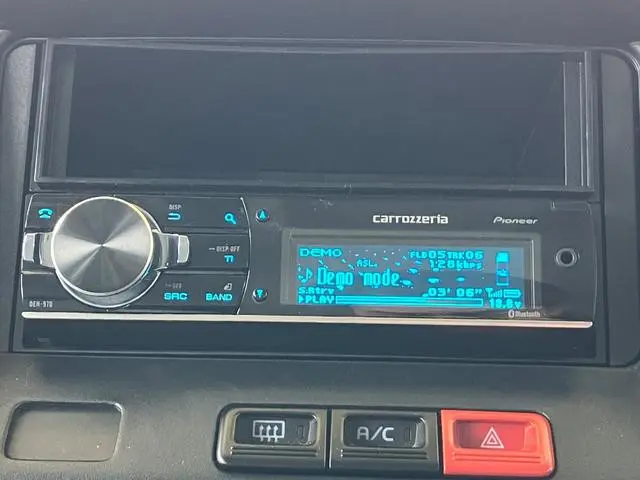 DISP
carrozzeria
Pioneer
DISP OFF
DEMO
FLD05TRK06
ASL
128kbps
Demo mode
OFF
SRC
BAND
S.Rtrv
03' 06"
PLAY
DEH-970
Bluetooth
A/C